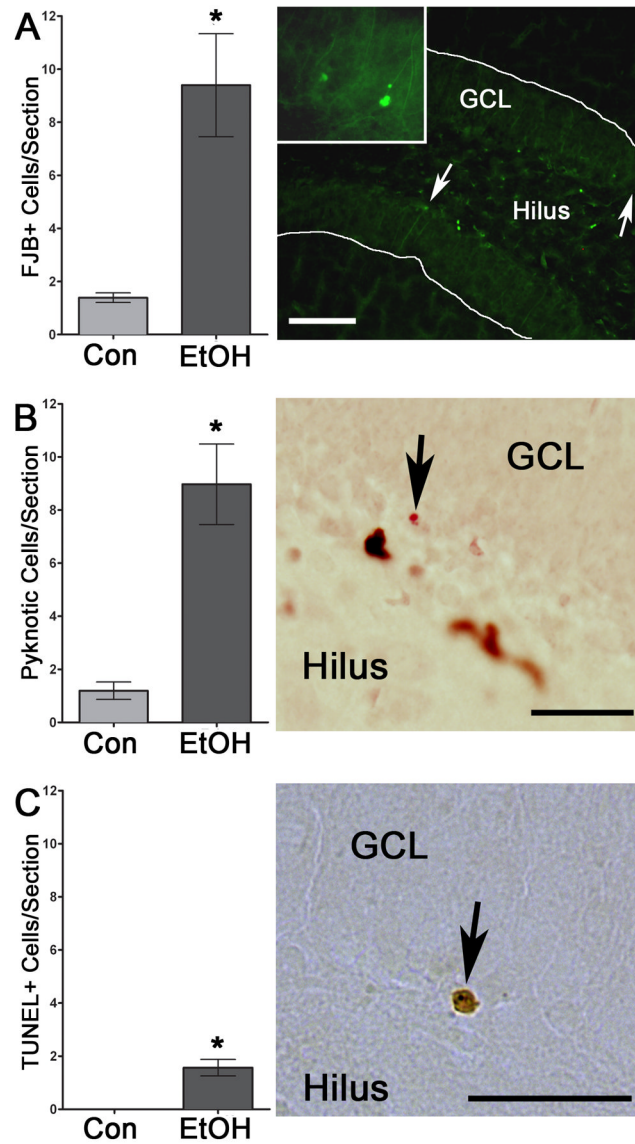 A
FJB+ Cells/Section
12
10
8
6
4
2
0
*
Con EtOH
GCL
Hilus
B
Pyknotic Cells/Section
12
10
8
6
4
2
0
*
Con EtOH
GCL
Hilus
C
TUNEL+ Cells/Section
12
10
8
6
4
2
0
*
Con EtOH
GCL
Hilus